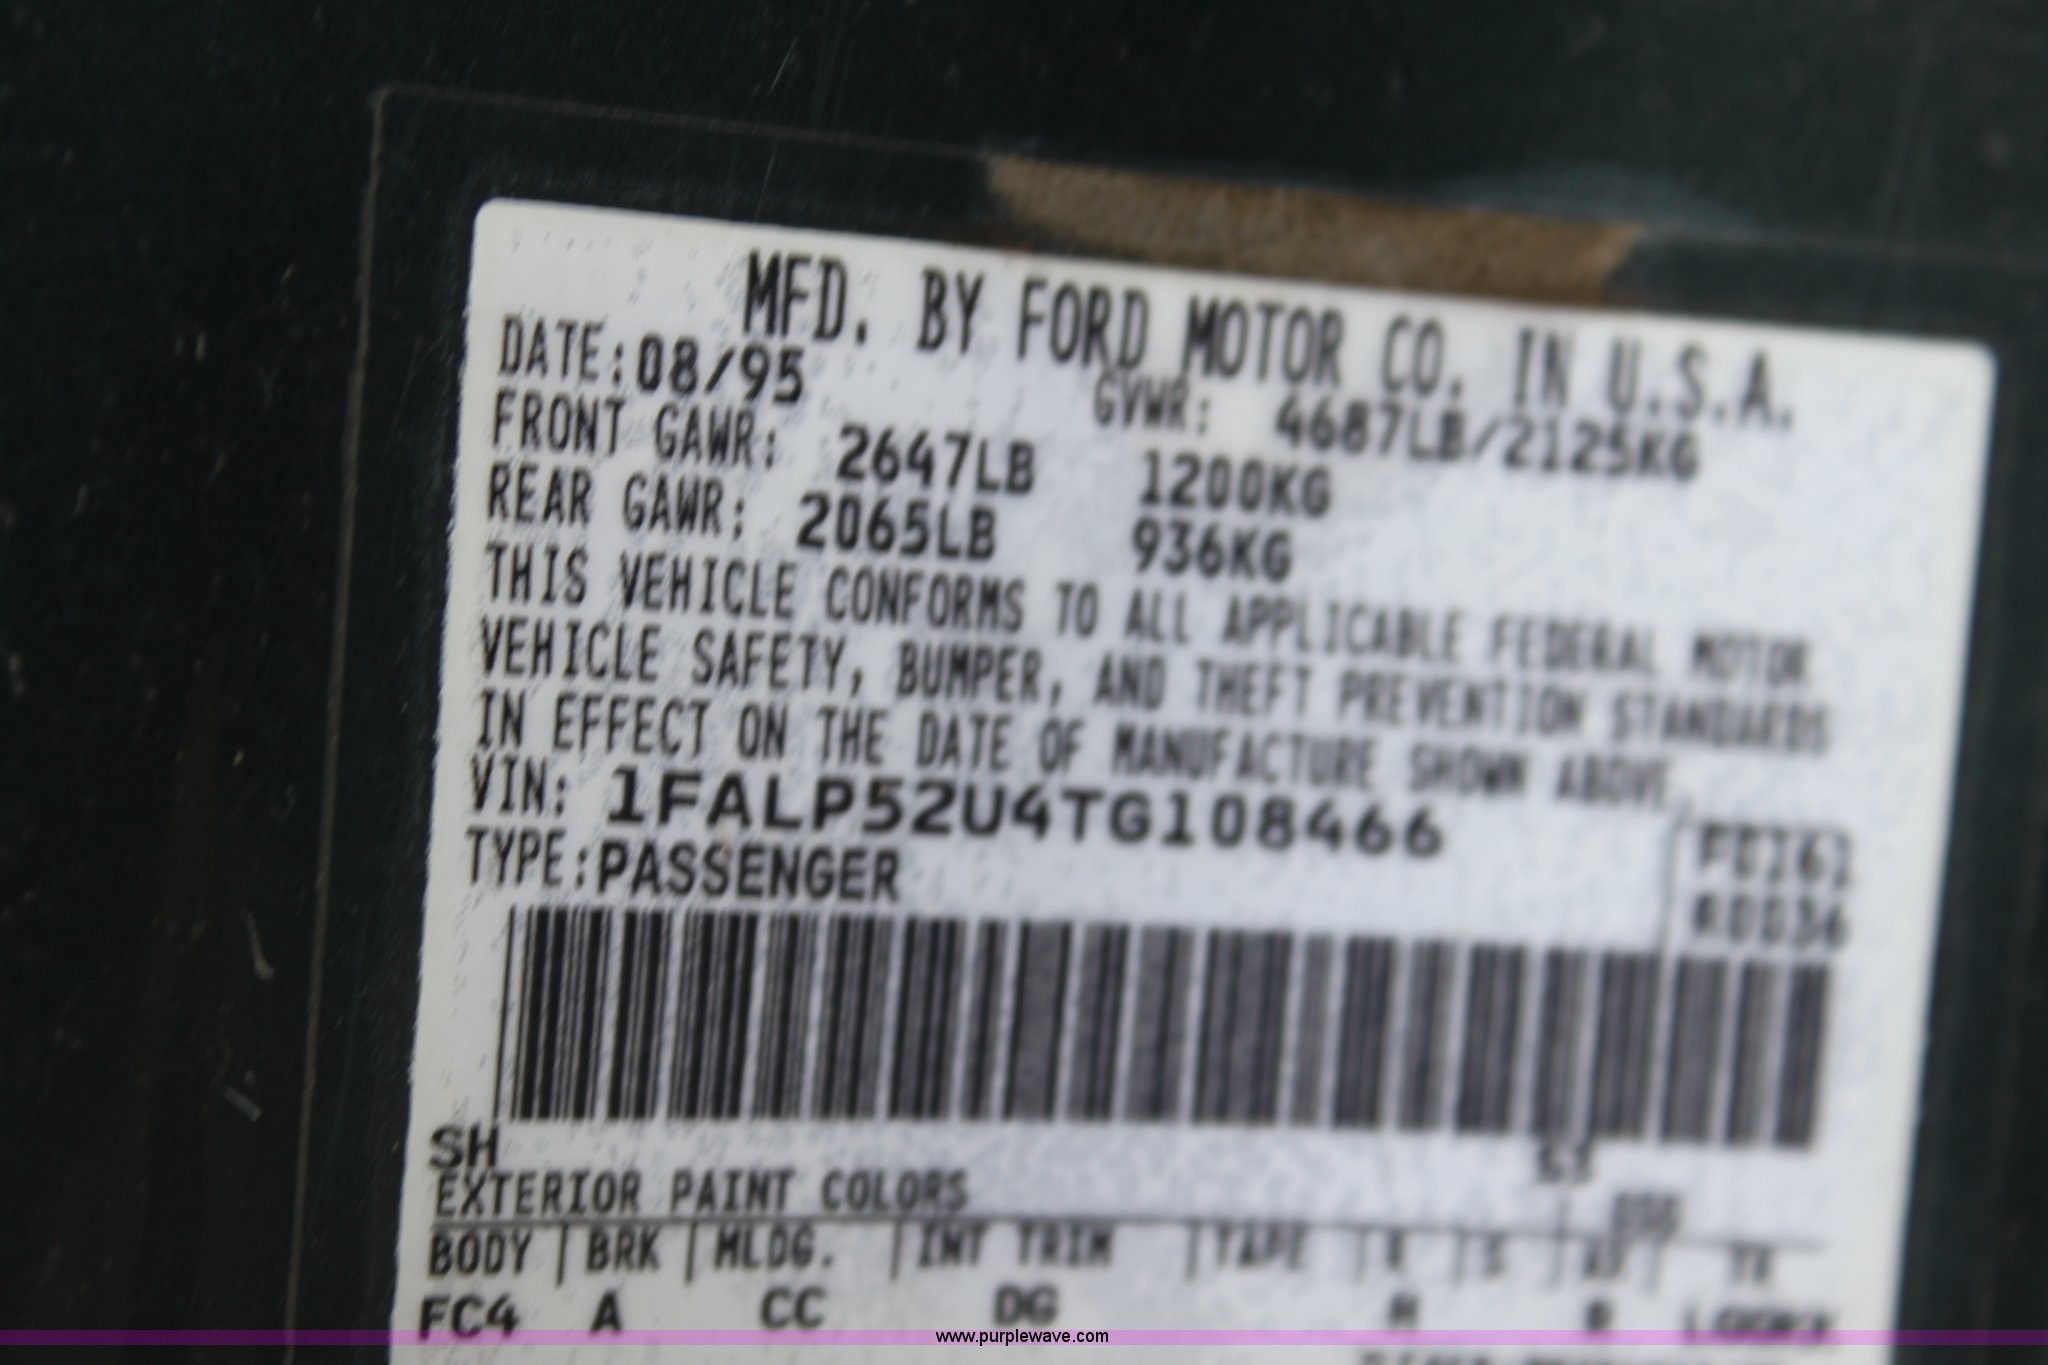 MFD. BY FORD MOTOR CO. IN U.S.A.
DATE:08/95 GVWR: 4687LB/2125KG
FRONT GAWR: 2647LB 1200KG
REAR GAWR: 2065LB 936KG
THIS VEHICLE CONFORMS TO ALL APPLICABLE FEDERAL MOTOR
VEHICLE SAFETY, BUMPER, AND THEFT PREVENTION STANDARDS
IN EFFECT ON THE DATE OF MANUFACTURE SHOWN ABOVE.
VIN: 1FALP52U4TG108466
TYPE:PASSENGER
R0036
SH
EXTERIOR PAINT COLORS
BODY BRK MLDG. INT TRIM TAPE
FC4 A CC DG
www.purplewave.com